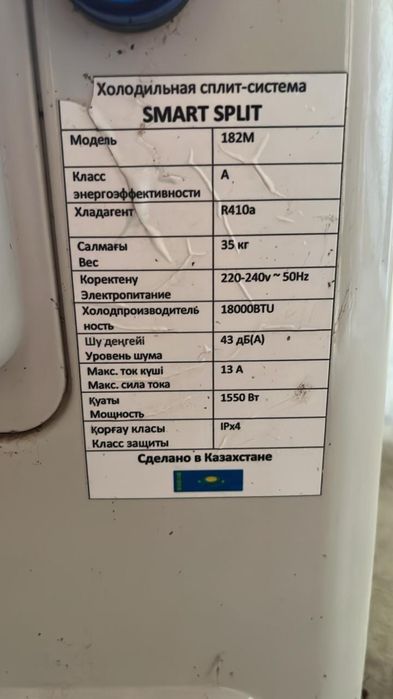 Холодильная сплит-система
SMART SPLIT
Модель 182M
Класс
энергоэффективности A
Хладагент R410a
Салмағы
Вес 35 кг
Коректену
Электропитание 220-240v ~ 50Hz
Холодпроизводитель
ность 18000BTU
Шу деңгейі
Уровень шума 43 дБ(А)
Макс. ток күші
Макс. сила тока 13 А
Қуаты
Мощность 1550 Вт
қорғау класы
Класс защиты IPx4
Сделано в Казахстане